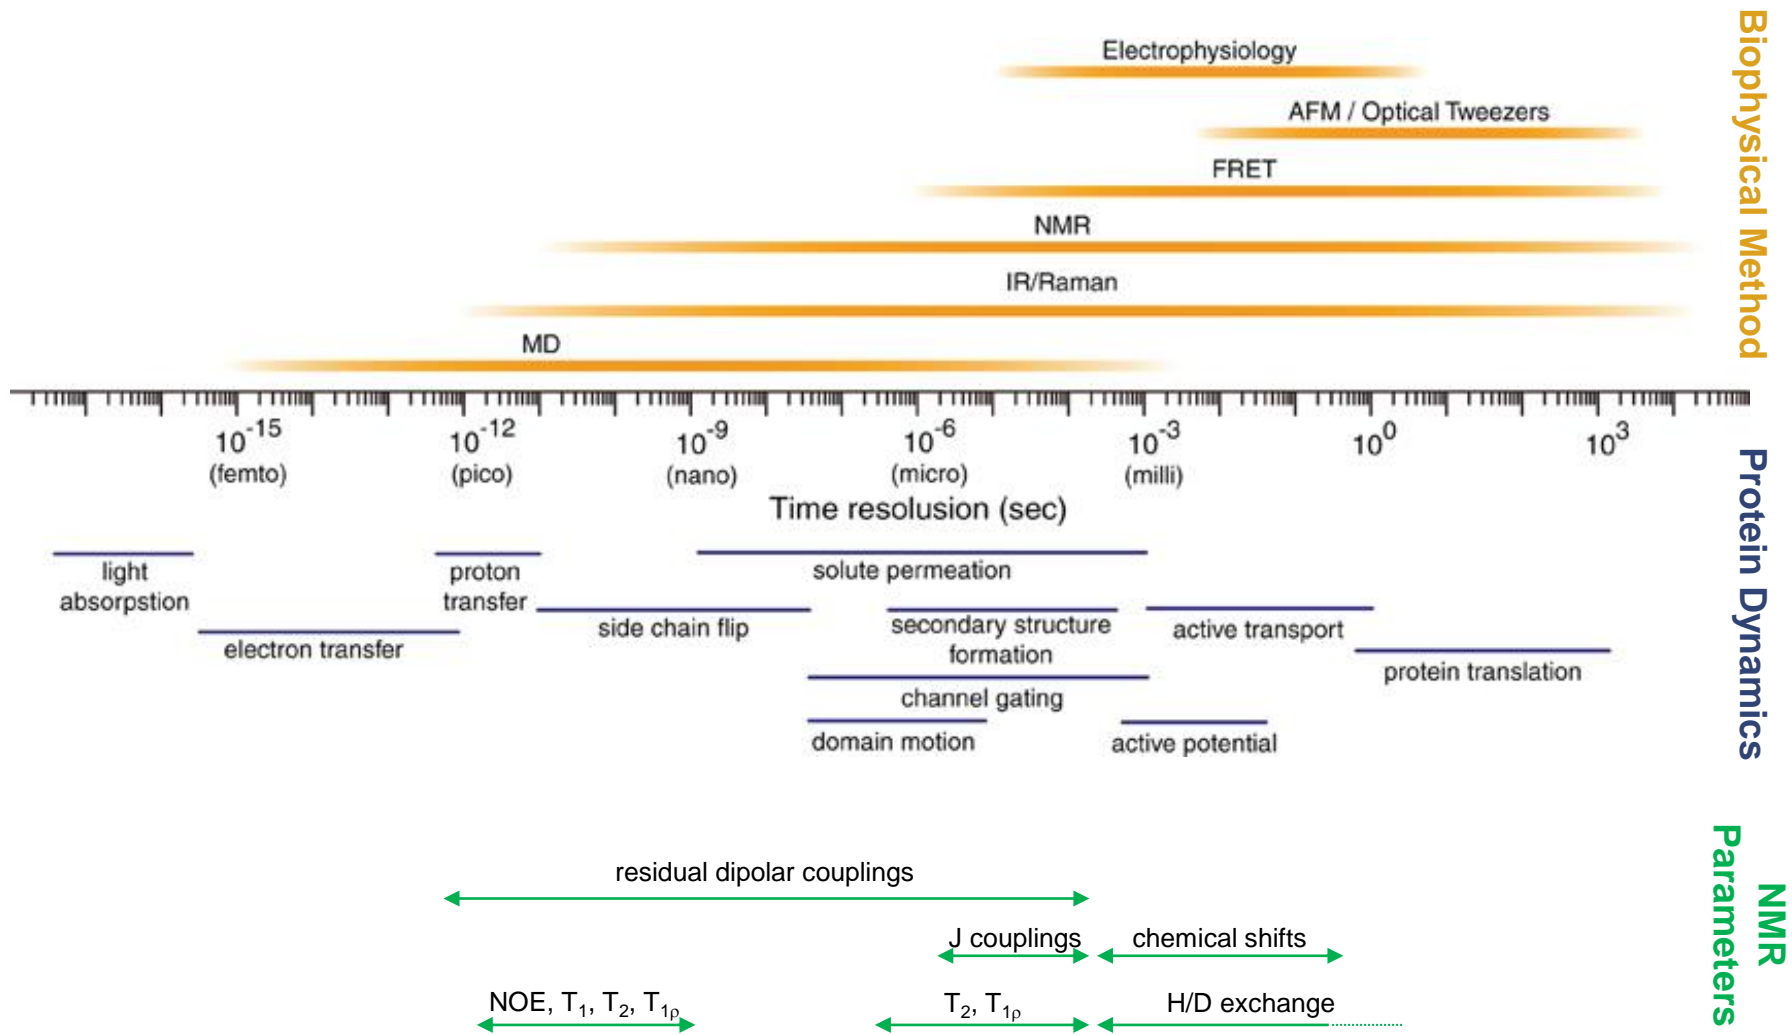 Biophysical Method
Electrophysiology
AFM / Optical Tweezers
FRET
NMR
IR/Raman
MD
10-15 10-12 10-9 10-6 10-3 100 103
(femto) (pico) (nano) (micro) (milli)
Time resolusion (sec)
Protein Dynamics
light
absorpstion
proton
transfer
solute permeation
electron transfer
side chain flip
secondary structure
formation
active transport
protein translation
channel gating
domain motion
active potential
NMR
Parameters
residual dipolar couplings
J couplings
chemical shifts
NOE, T1, T2, T1ρ
T2, T1ρ
H/D exchange